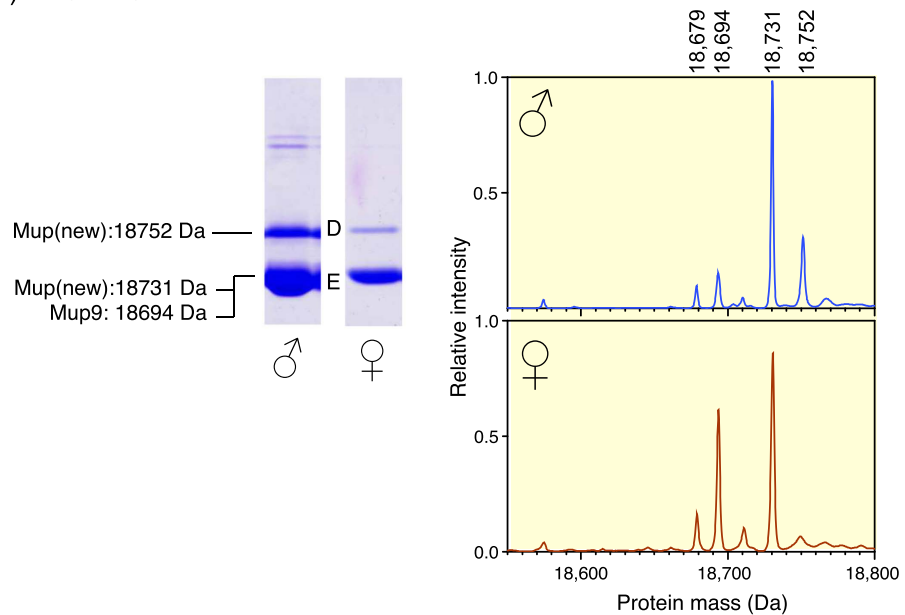 )
Mup(new):18752 Da
D
Mup(new):18731 Da
E
Mup9: 18694 Da
♂
♀
18,679
18,694
18,731
18,752
1.0
♂
0.5
Relative intensity
1.0
♀
0.5
0.0
18,600
18,700
18,800
Protein mass (Da)